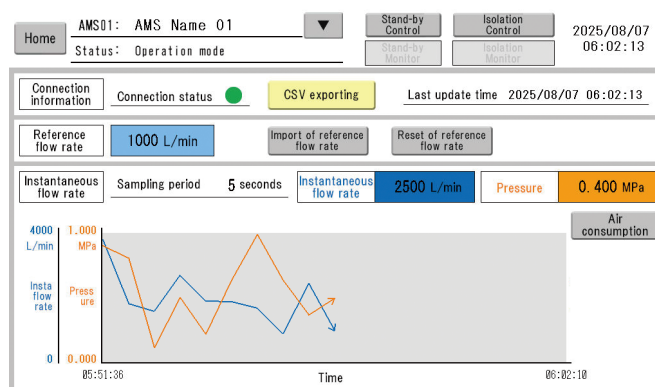 Home
AMS01: AMS Name 01
▼
Status: Operation mode
Stand-by
Control
Isolation
Control
Stand-by
Monitor
Isolation
Monitor
2025/08/07
06:02:13
Connection
information
Connection status
CSV exporting
Last update time 2025/08/07 06:02:13
Reference
flow rate
1000 L/min
Import of reference
flow rate
Reset of reference
flow rate
Instantaneous
flow rate
Sampling period 5 seconds
Instantaneous
flow rate
2500 L/min
Pressure
0.400 MPa
Air
consumption
4000
L/min
Insta
flow
rate
0
1.000
MPa
Press
ure
0.000
05:51:36
Time
06:02:10